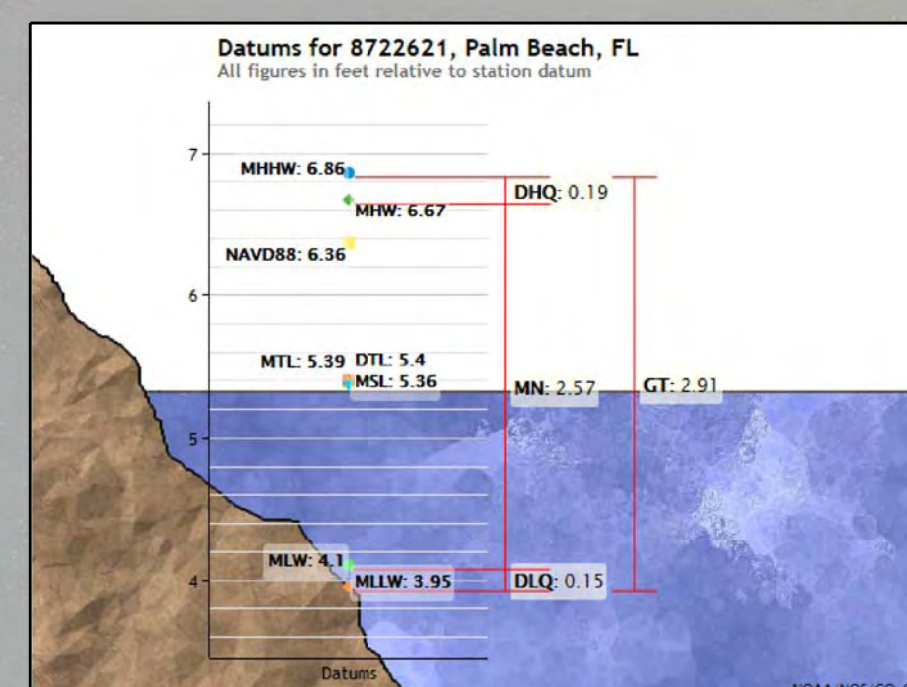 Datums for 8722621, Palm Beach, FL
All figures in feet relative to station datum
7
MHHW: 6.86
DHQ: 0.19
MHW: 6.67
NAVD88: 6.36
6
MTL: 5.39 DTL: 5.4
MSL: 5.36
MN: 2.57
GT: 2.91
5
MLW: 4.1
4
MLLW: 3.95
DLQ: 0.15
Datums